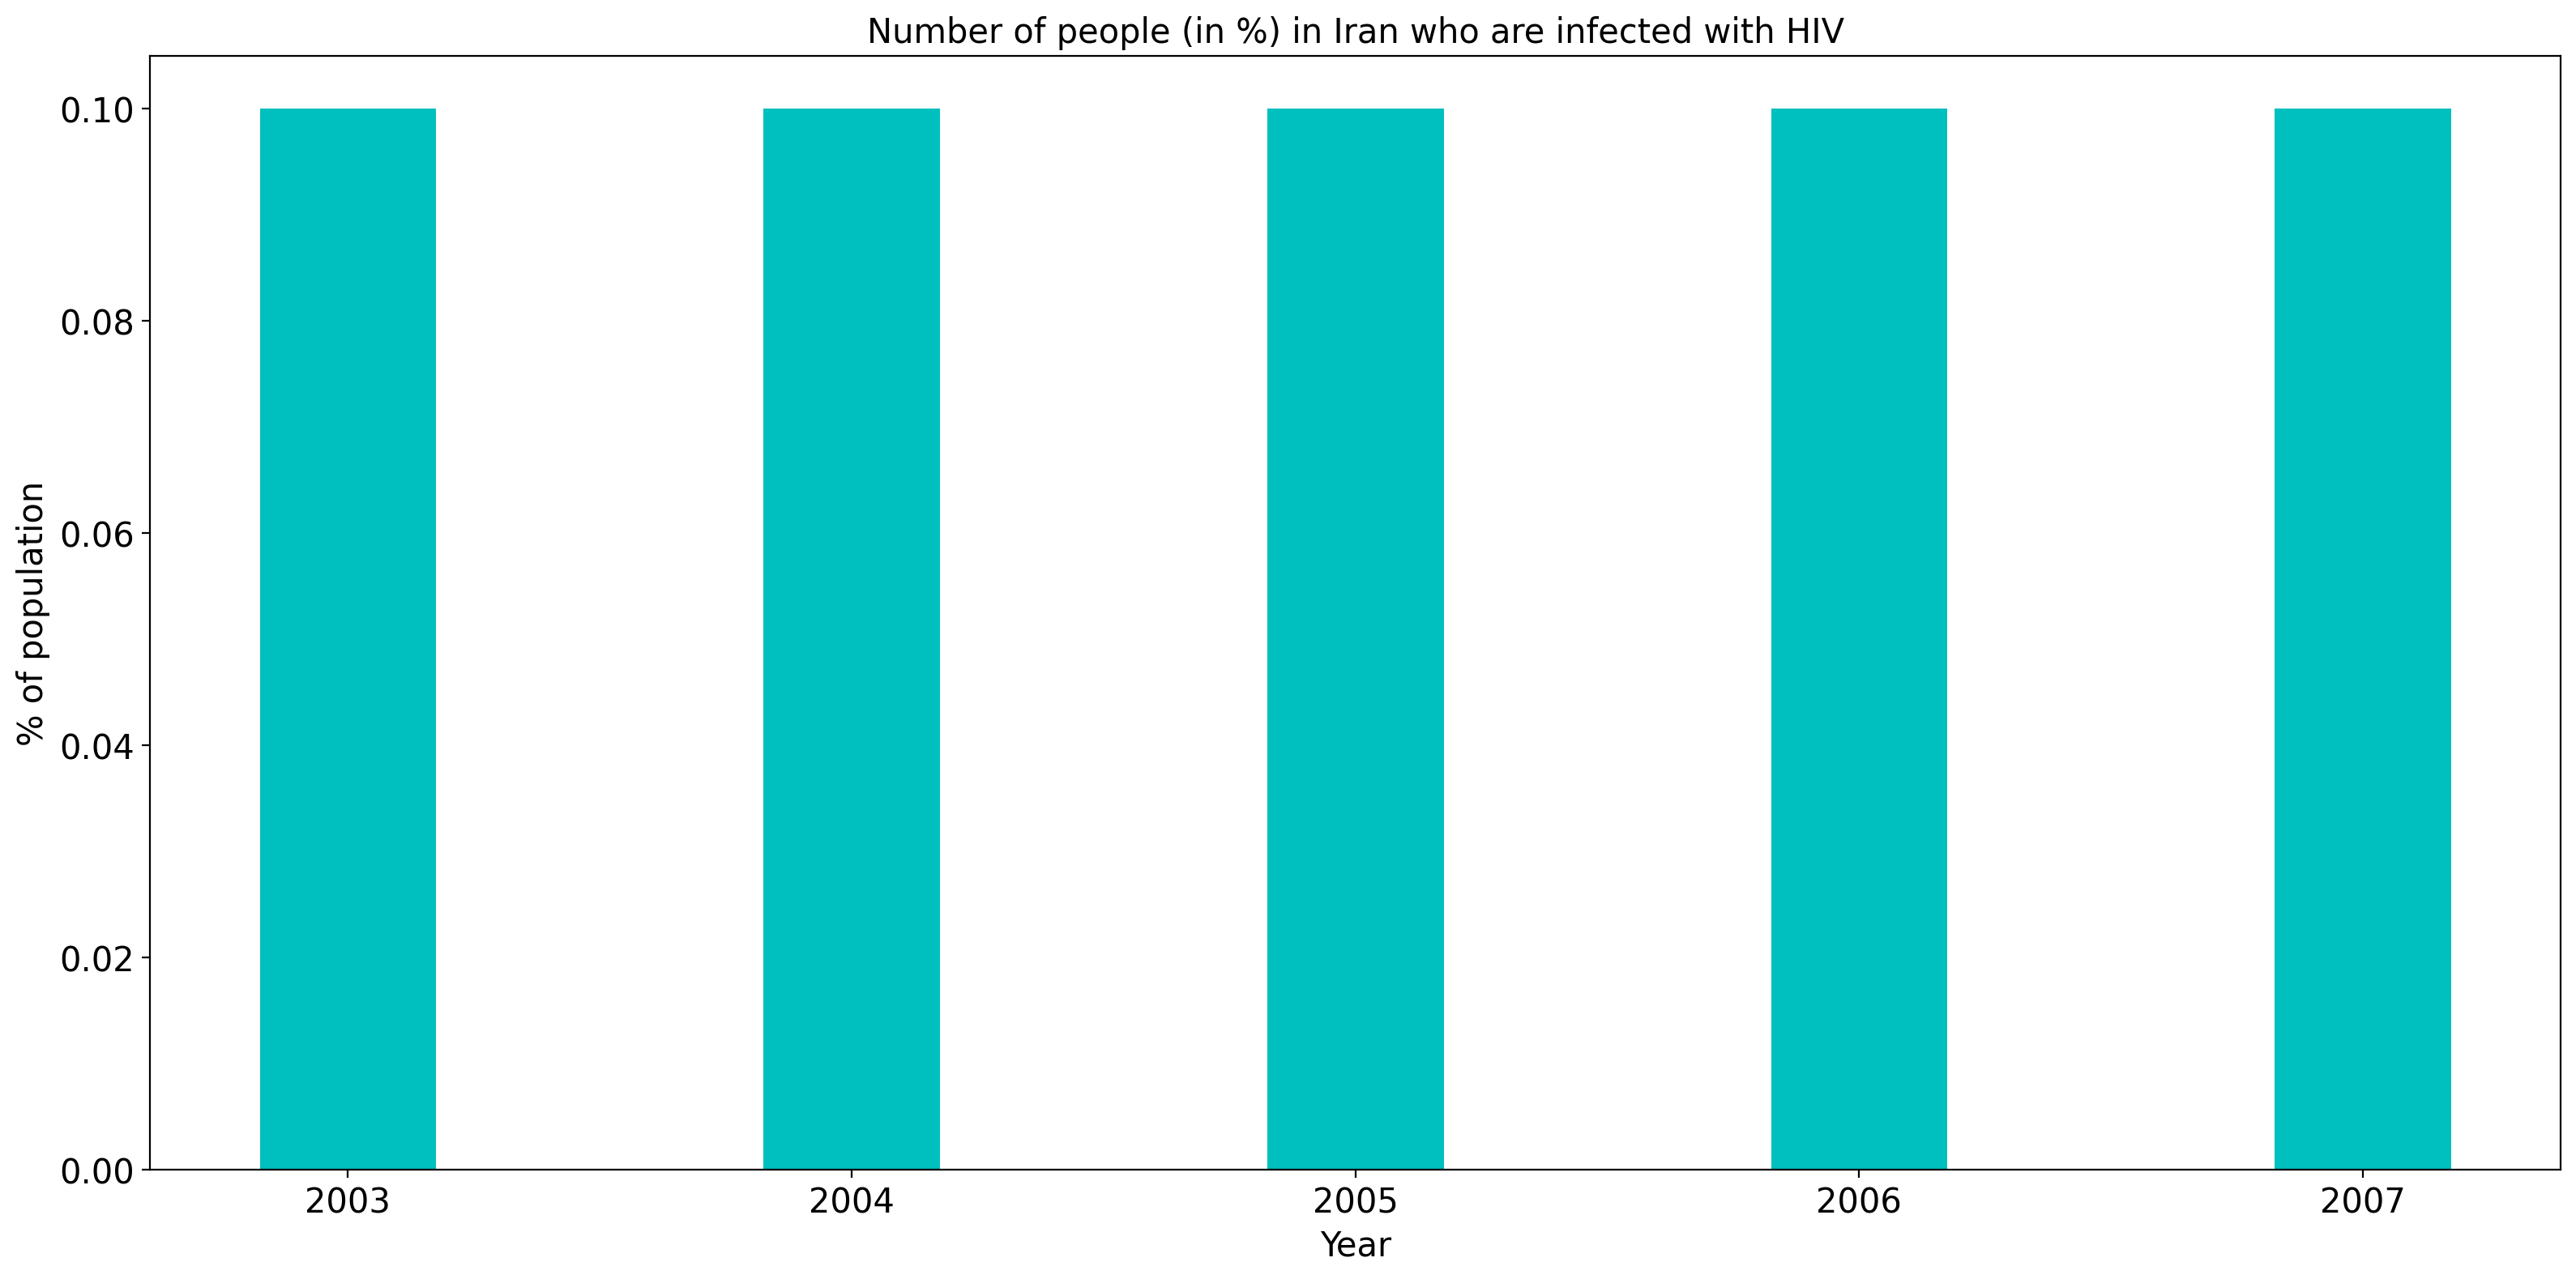 Number of people (in %) in Iran who are infected with HIV
% of population
0.10
0.08
0.06
0.04
0.02
0.00
2003 2004 2005 2006 2007
Year